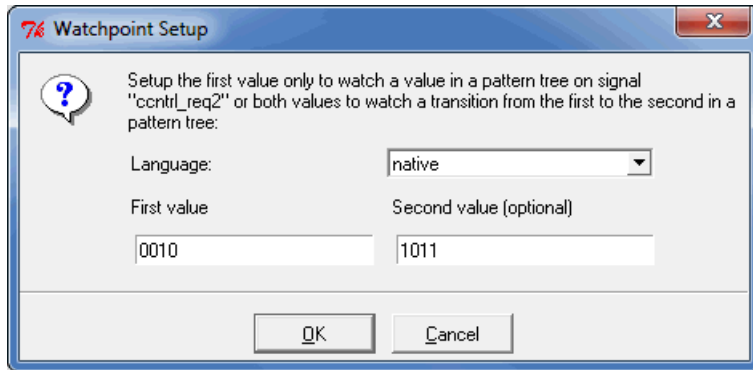 Watchpoint Setup
Setup the first value only to watch a value in a pattern tree on signal
"ccntrl_req2" or both values to watch a transition from the first to the second in a
pattern tree:
Language: native
First value Second value (optional)
0010 1011
OK Cancel